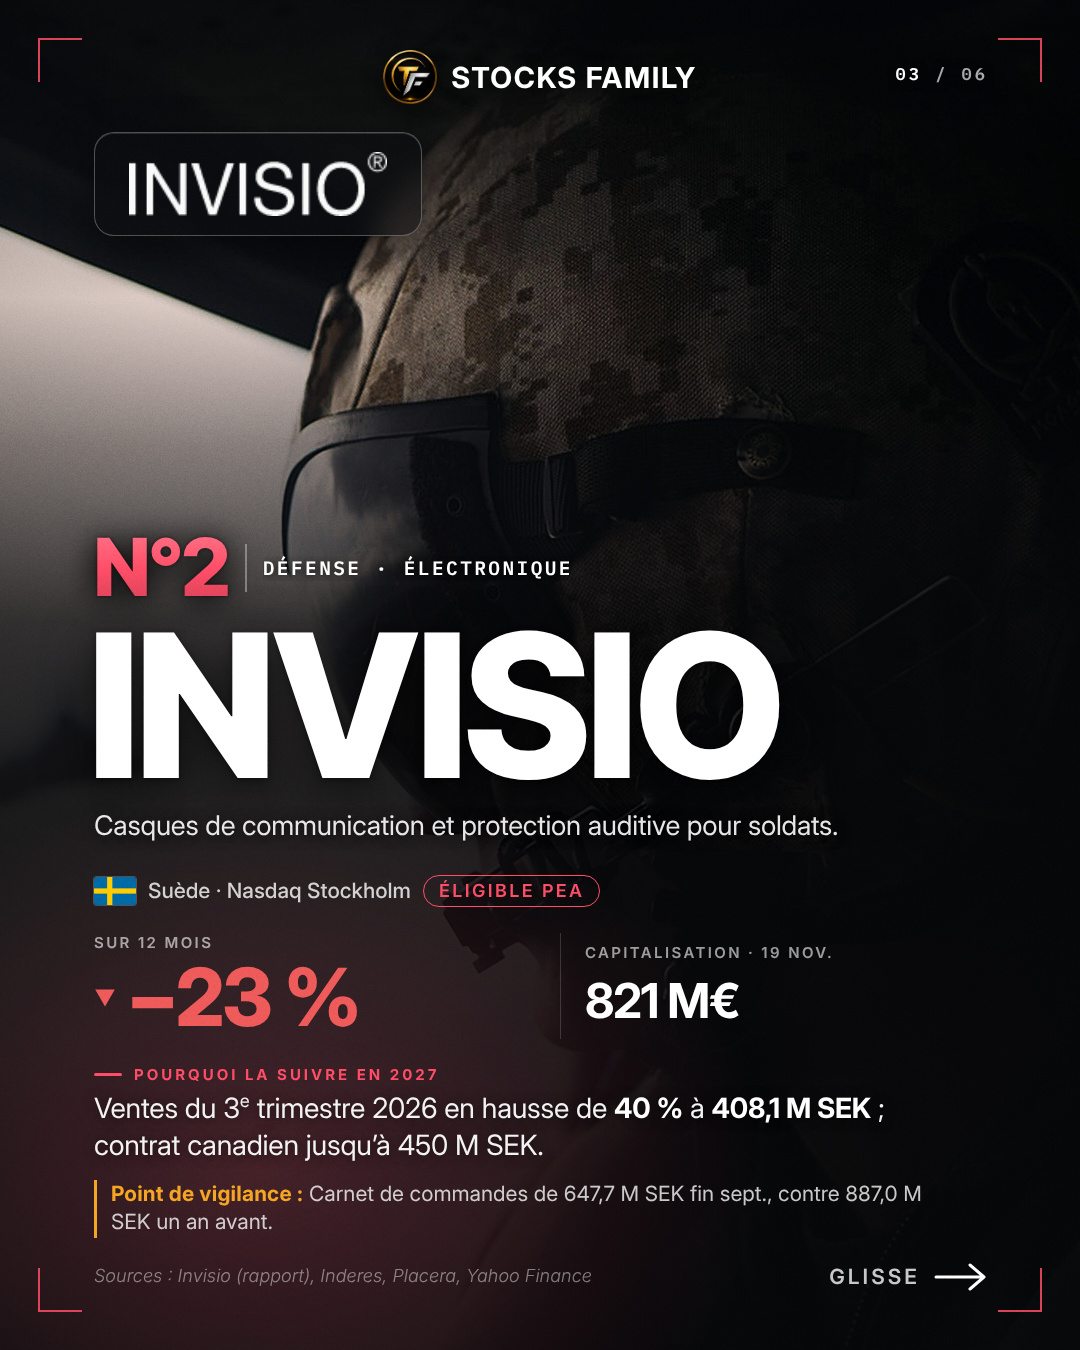 TF STOCKS FAMILY
03 / 06
INVISIO®
N°2
DÉFENSE · ÉLECTRONIQUE
INVISIO
Casques de communication et protection auditive pour soldats.
Suède · Nasdaq Stockholm ÉLIGIBLE PEA
SUR 12 MOIS
▼ –23 %
CAPITALISATION · 19 NOV.
821 M€
POURQUOI LA SUIVRE EN 2027
Ventes du 3ᵉ trimestre 2026 en hausse de 40 % à 408,1 M SEK ;
contrat canadien jusqu’à 450 M SEK.
Point de vigilance : Carnet de commandes de 647,7 M SEK fin sept., contre 887,0 M
SEK un an avant.
Sources : Invisio (rapport), Inderes, Placera, Yahoo Finance
GLISSE →